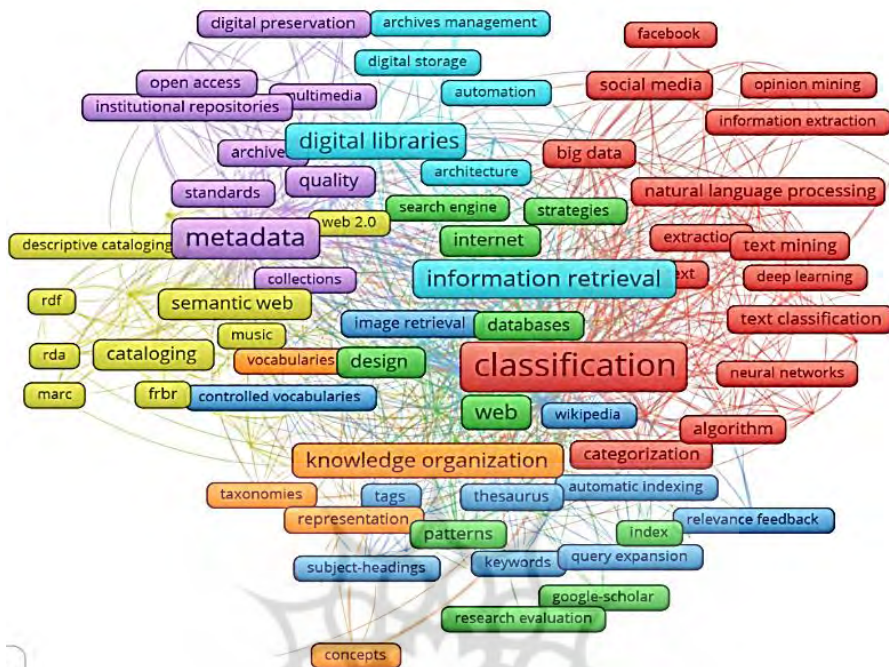 digital preservation
archives management
facebook
digital storage
open access
multimedia
automation
social media
opinion mining
institutional repositories
information extraction
digital libraries
archive
big data
architecture
quality
standards
natural language processing
search engine
strategies
web 2.0
metadata
internet
extraction
text mining
descriptive cataloging
collections
information retrieval
deep learning
rdf
semantic web
image retrieval
databases
text classification
music
rda
cataloging
vocabularies
design
classification
neural networks
marc
frbr
controlled vocabularies
web
wikipedia
algorithm
knowledge organization
categorization
taxonomies
tags
thesaurus
automatic indexing
representation
relevance feedback
patterns
index
subject-headings
keywords
query expansion
google-scholar
research evaluation
concepts